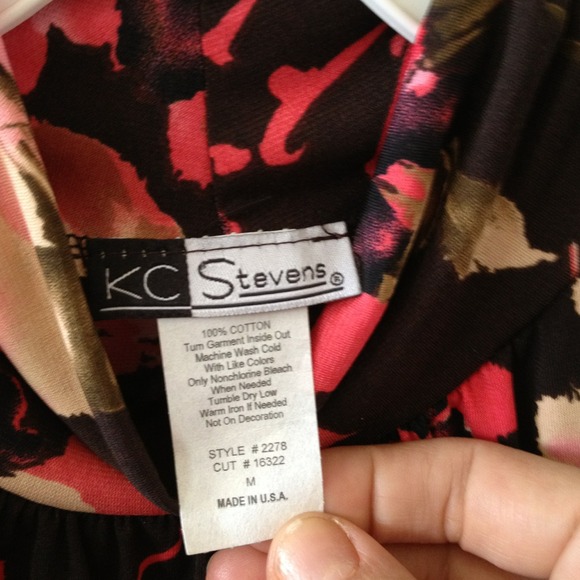 KC Stevens®
100% COTTON
Turn Garment Inside Out
Machine Wash Cold
With Like Colors
Only Nonchlorine Bleach
When Needed
Tumble Dry Low
Warm Iron If Needed
Not On Decoration
STYLE # 2278
CUT # 16322
M
MADE IN U.S.A.